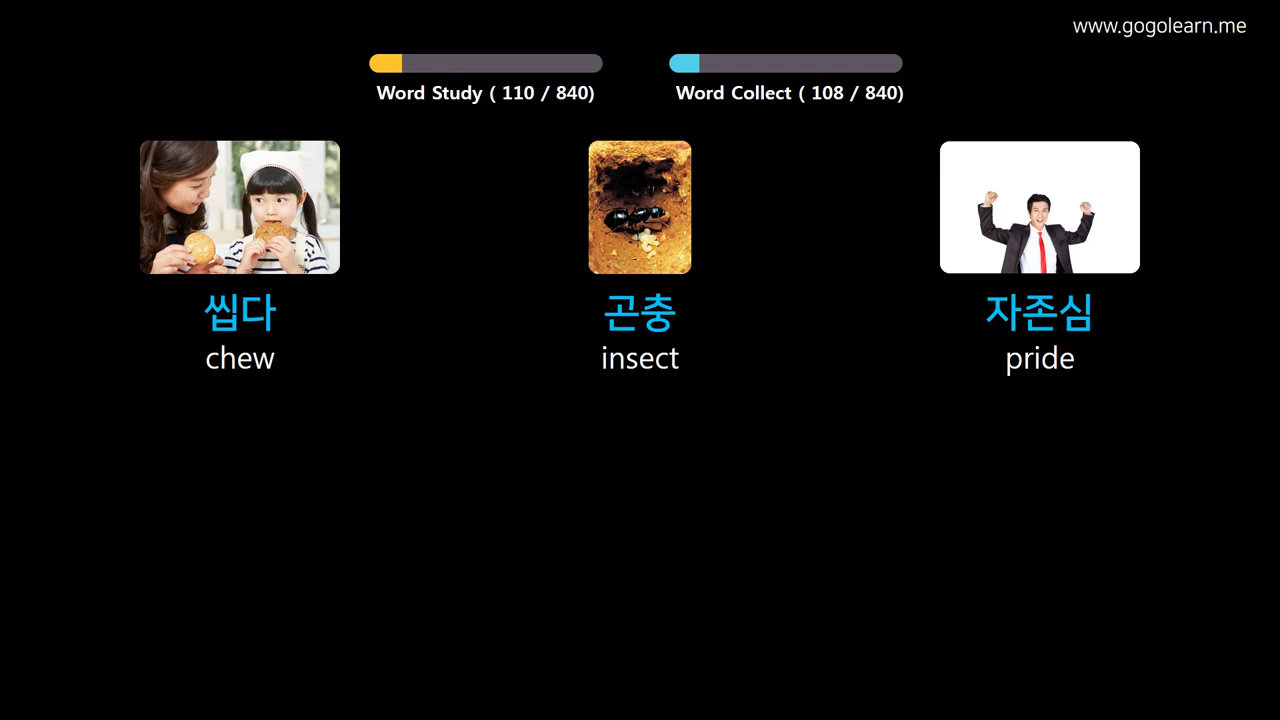 www.gogolearn.me
Word Study ( 110 / 840)
Word Collect ( 108 / 840)
씹다
chew
곤충
insect
자존심
pride